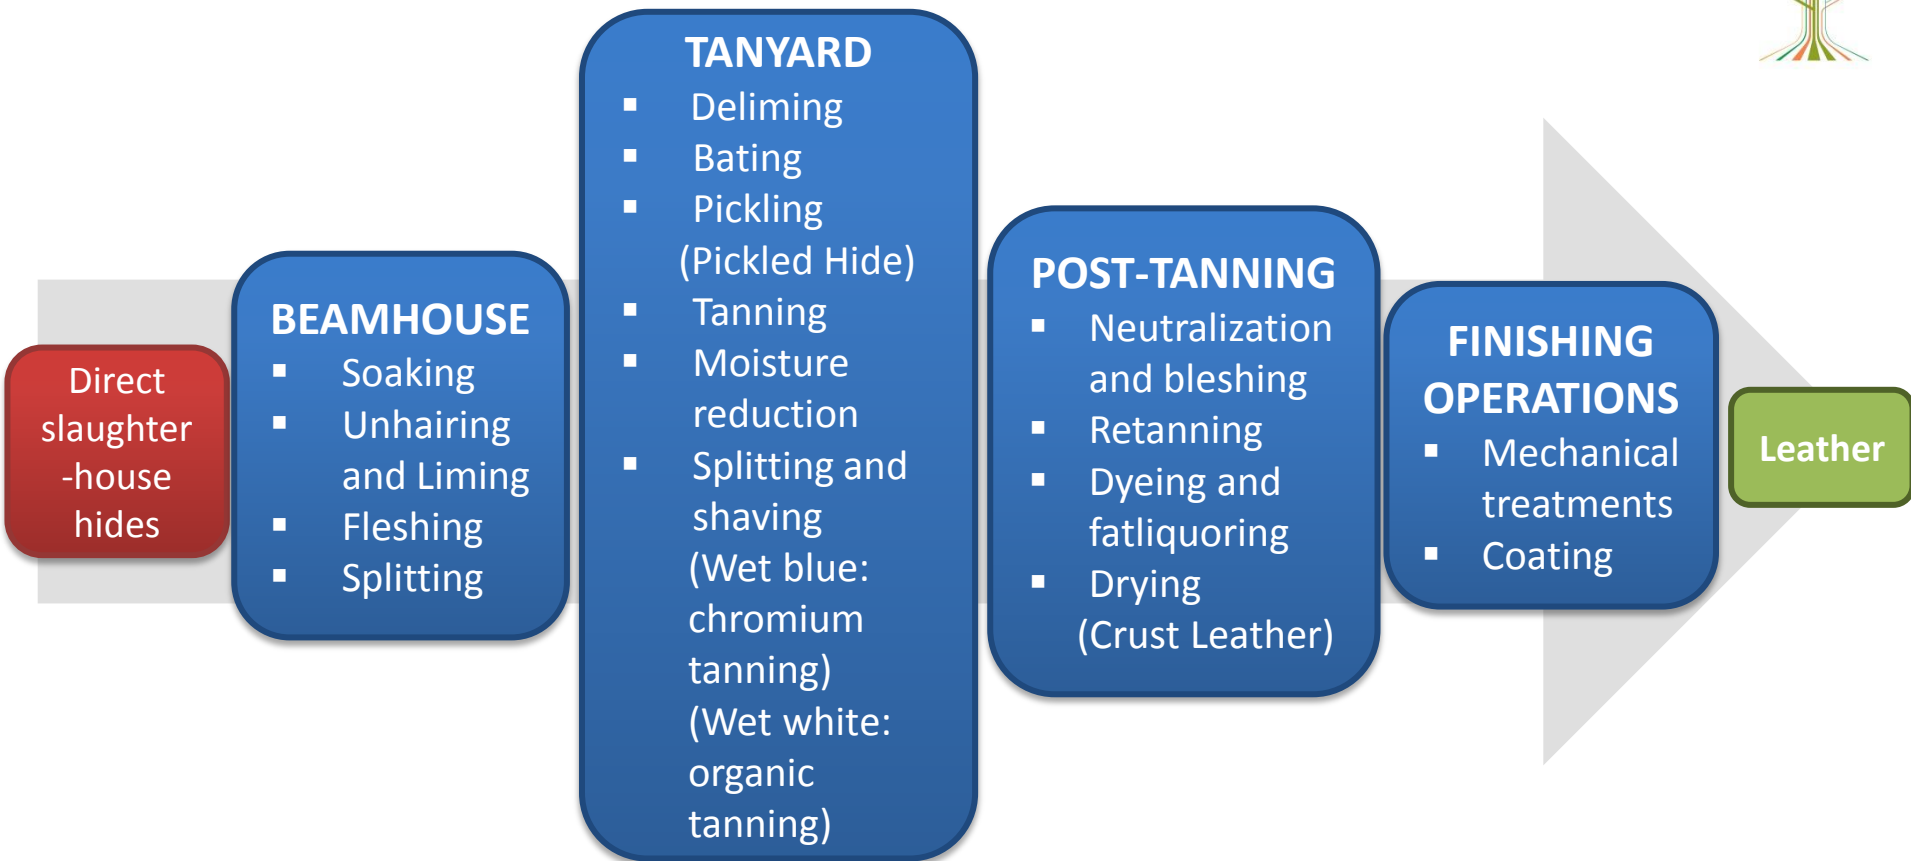 Direct
slaughter
-house
hides
BEAMHOUSE
▪ Soaking
▪ Unhairing
and Liming
▪ Fleshing
▪ Splitting
TANYARD
▪ Deliming
▪ Bating
▪ Pickling
(Pickled Hide)
▪ Tanning
▪ Moisture
reduction
▪ Splitting and
shaving
(Wet blue:
chromium
tanning)
(Wet white:
organic
tanning)
POST-TANNING
▪ Neutralization
and bleshing
▪ Retanning
▪ Dyeing and
fatliquoring
▪ Drying
(Crust Leather)
FINISHING
OPERATIONS
▪ Mechanical
treatments
▪ Coating
Leather